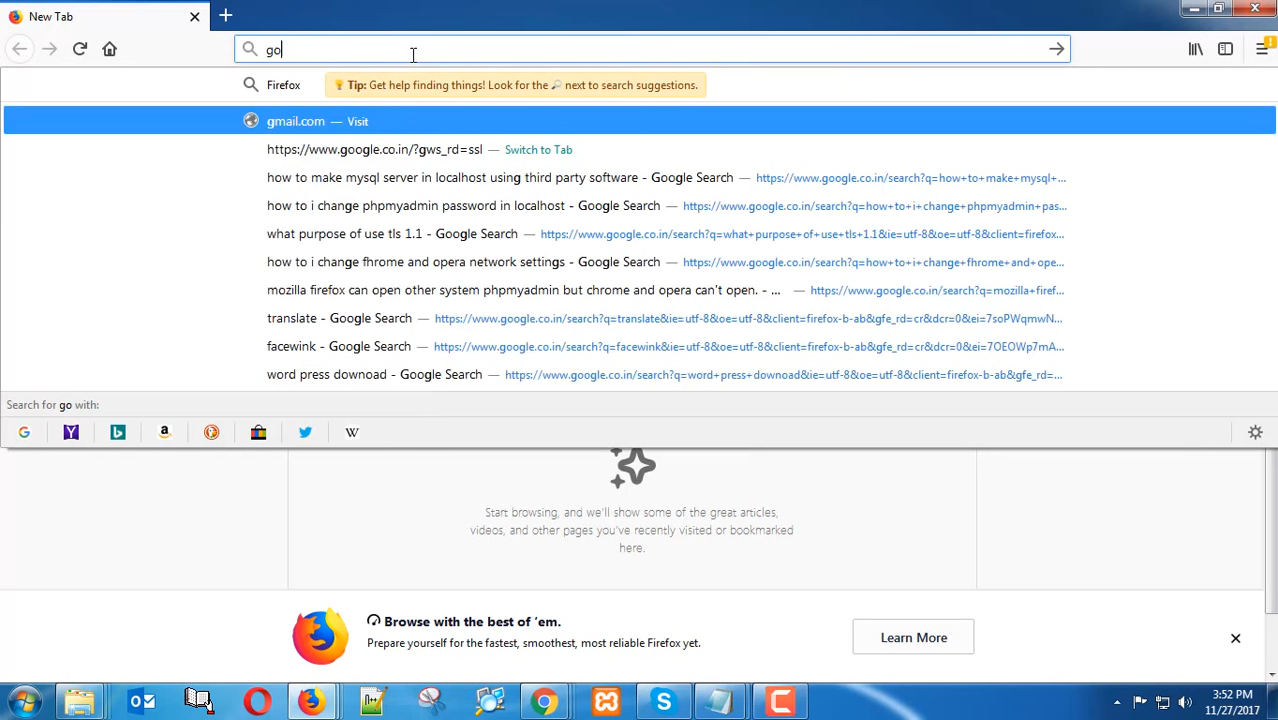 New Tab
go
Firefox
Tip: Get help finding things! Look for the next to search suggestions.
gmail.com — Visit
https://www.google.co.in/?gws_rd=ssl — Switch to Tab
how to make mysql server in localhost using third party software - Google Search — https://www.google.co.in/search?q=how+to+make+mysql+...
how to i change phpmyadmin password in localhost - Google Search — https://www.google.co.in/search?q=how+to+i+change+phpmyadmin+pas...
what purpose of use tls 1.1 - Google Search — https://www.google.co.in/search?q=what+purpose+of+use+tls+1.1&ie=utf-8&oe=utf-8&client=firefox...
how to i change fhrome and opera network settings - Google Search — https://www.google.co.in/search?q=how+to+i+change+fhrome+and+ope...
mozilla firefox can open other system phpmyadmin but chrome and opera can't open. - ... — https://www.google.co.in/search?q=mozilla+firef...
translate - Google Search — https://www.google.co.in/search?q=translate&ie=utf-8&oe=utf-8&client=firefox-b-ab&gfe_rd=cr&dcr=0&ei=7soPWqmwN...
facewink - Google Search — https://www.google.co.in/search?q=facewink&ie=utf-8&oe=utf-8&client=firefox-b-ab&gfe_rd=cr&dcr=0&ei=7OEOWp7mA...
word press downoad - Google Search — https://www.google.co.in/search?q=word+press+downoad&ie=utf-8&oe=utf-8&client=firefox-b-ab&gfe_rd=...
Search for go with:
Start browsing, and we'll show some of the great articles,
videos, and other pages you've recently visited or bookmarked
here.
Browse with the best of 'em.
Prepare yourself for the fastest, smoothest, most reliable Firefox yet.
Learn More
3:52 PM
11/27/2017